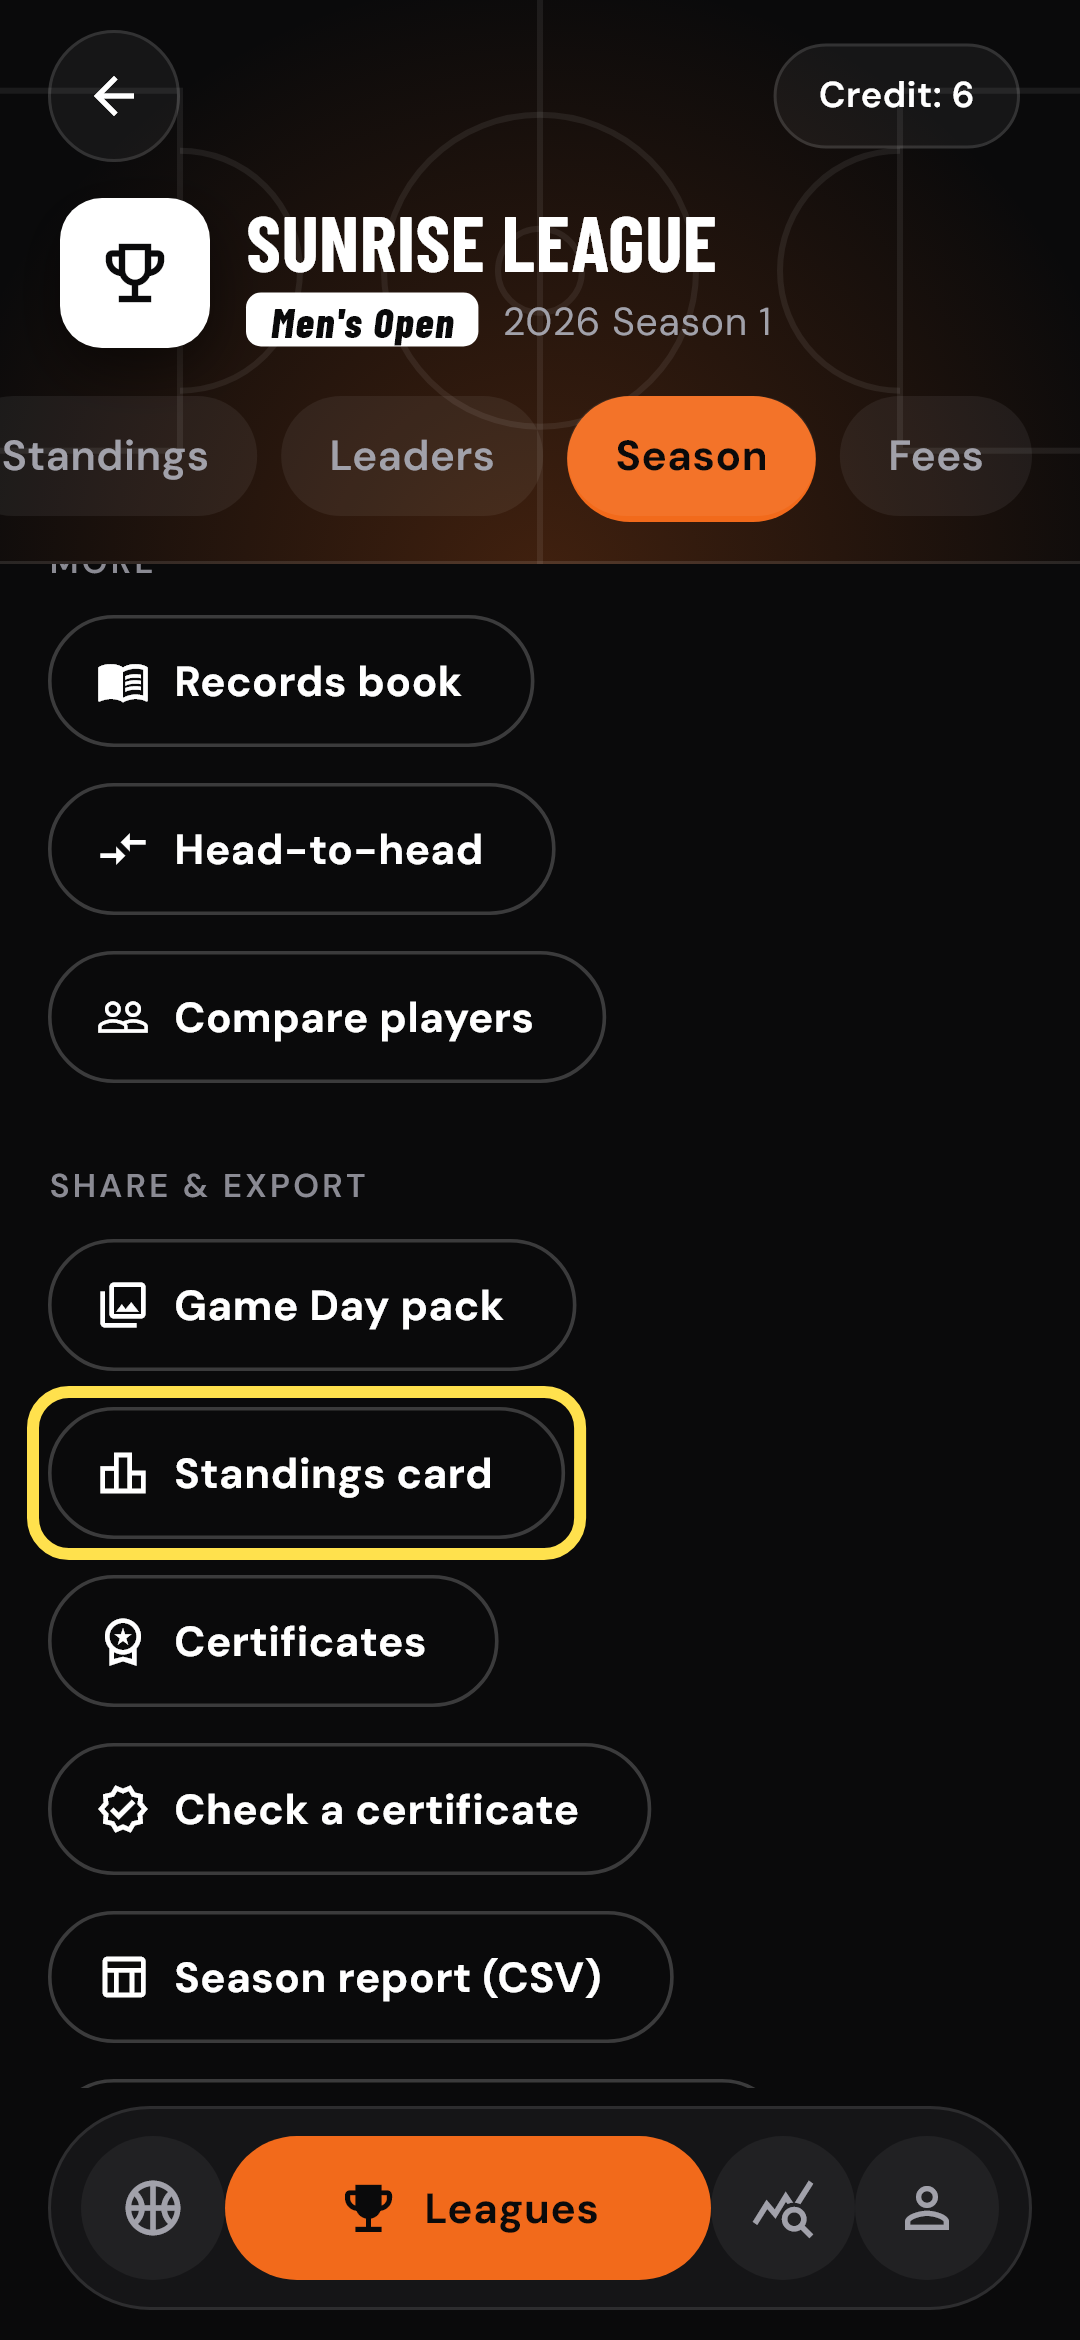 Credit: 6
SUNRISE LEAGUE
Men's Open 2026 Season 1
Standings Leaders Season Fees
MORE
Records book
Head-to-head
Compare players
SHARE & EXPORT
Game Day pack
Standings card
Certificates
Check a certificate
Season report (CSV)
Leagues